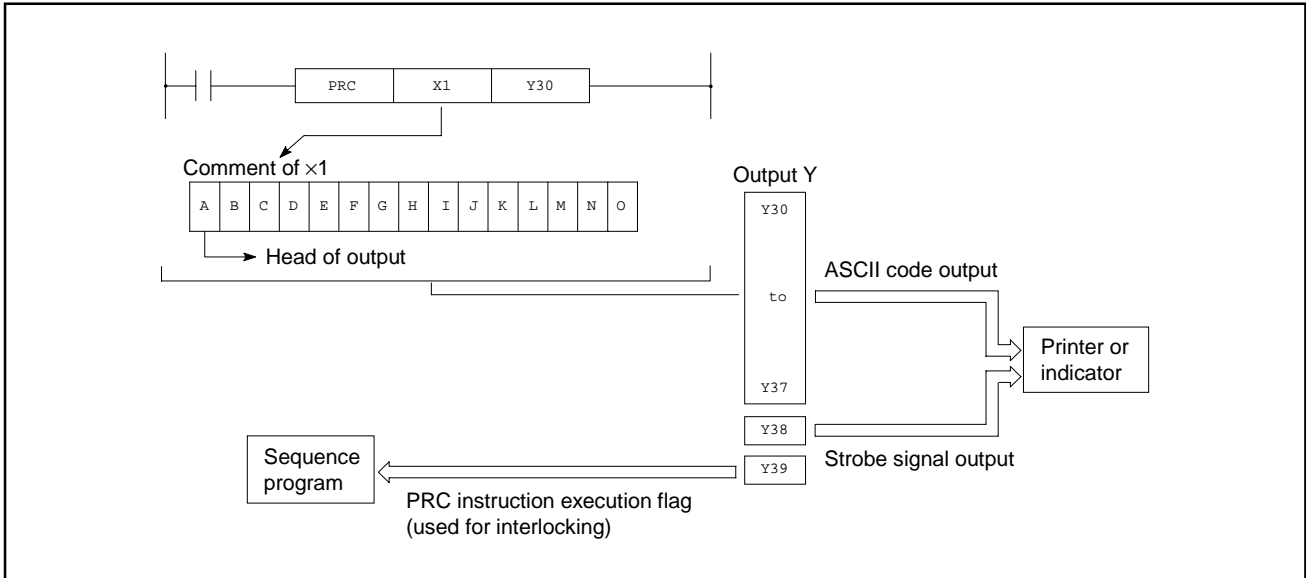 PRC X1 Y30
Comment of ×1
A B C D E F G H I J K L M N O
Head of output
Output Y
Y30
to
Y37
Y38
Y39
ASCII code output
Strobe signal output
Printer or
indicator
Sequence
program
PRC instruction execution flag
(used for interlocking)